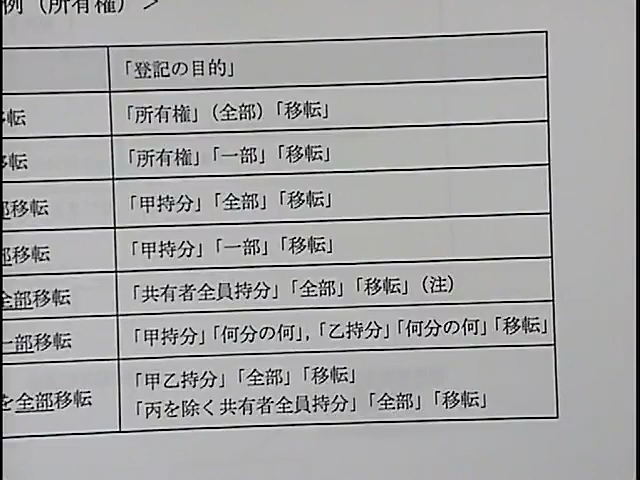 例（所有権）＞
「登記の目的」
移転 「所有権」（全部）「移転」
移転 「所有権」「一部」「移転」
部移転 「甲持分」「全部」「移転」
部移転 「甲持分」「一部」「移転」
全部移転 「共有者全員持分」「全部」「移転」（注）
一部移転 「甲持分」「何分の何」，「乙持分」「何分の何」「移転」
を全部移転 「甲乙持分」「全部」「移転」
「丙を除く共有者全員持分」「全部」「移転」